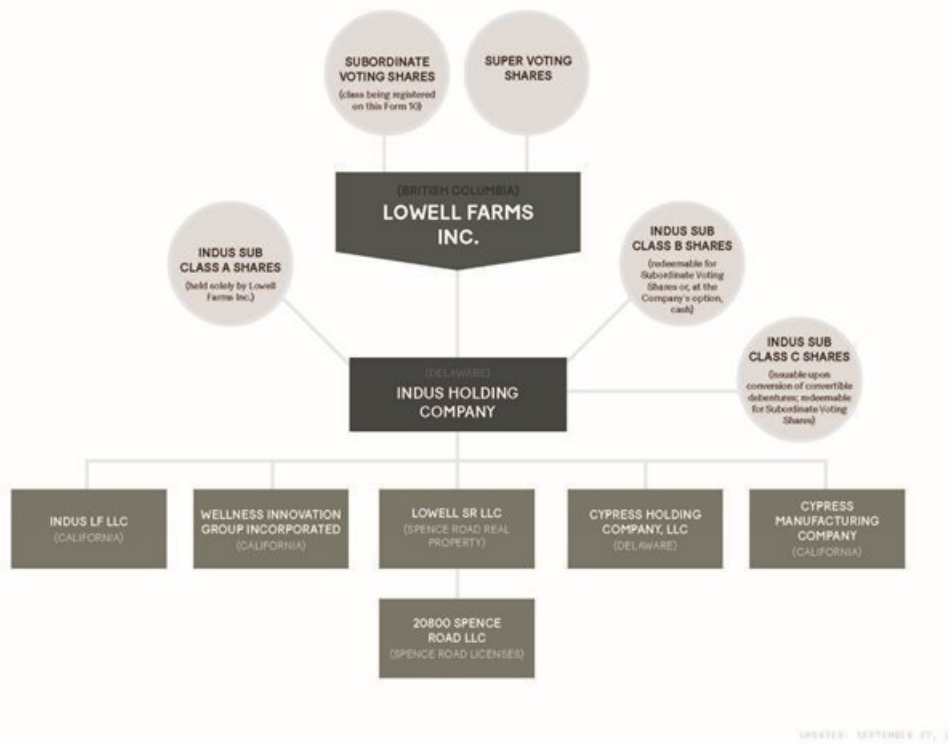 SUBORDINATE
VOTING SHARES
(class being registered
on this Form 10)
SUPER VOTING
SHARES
(BRITISH COLUMBIA)
LOWELL FARMS
INC.
INDUS SUB
CLASS A SHARES
(held solely by Lowell
Farms Inc.)
INDUS SUB
CLASS B SHARES
(redeemable for
Subordinate Voting
Shares or, at the
Company's option,
cash)
INDUS SUB
CLASS C SHARES
(issuable upon
conversion of convertible
debentures; redeemable
for Subordinate Voting
Shares)
(DELAWARE)
INDUS HOLDING
COMPANY
INDUS LF LLC
(CALIFORNIA)
WELLNESS INNOVATION
GROUP INCORPORATED
(CALIFORNIA)
LOWELL SR LLC
(SPENCE ROAD REAL
PROPERTY)
CYPRESS HOLDING
COMPANY, LLC
(DELAWARE)
CYPRESS
MANUFACTURING
COMPANY
(CALIFORNIA)
20800 SPENCE
ROAD LLC
(SPENCE ROAD LICENSES)
UPDATED: SEPTEMBER 27,